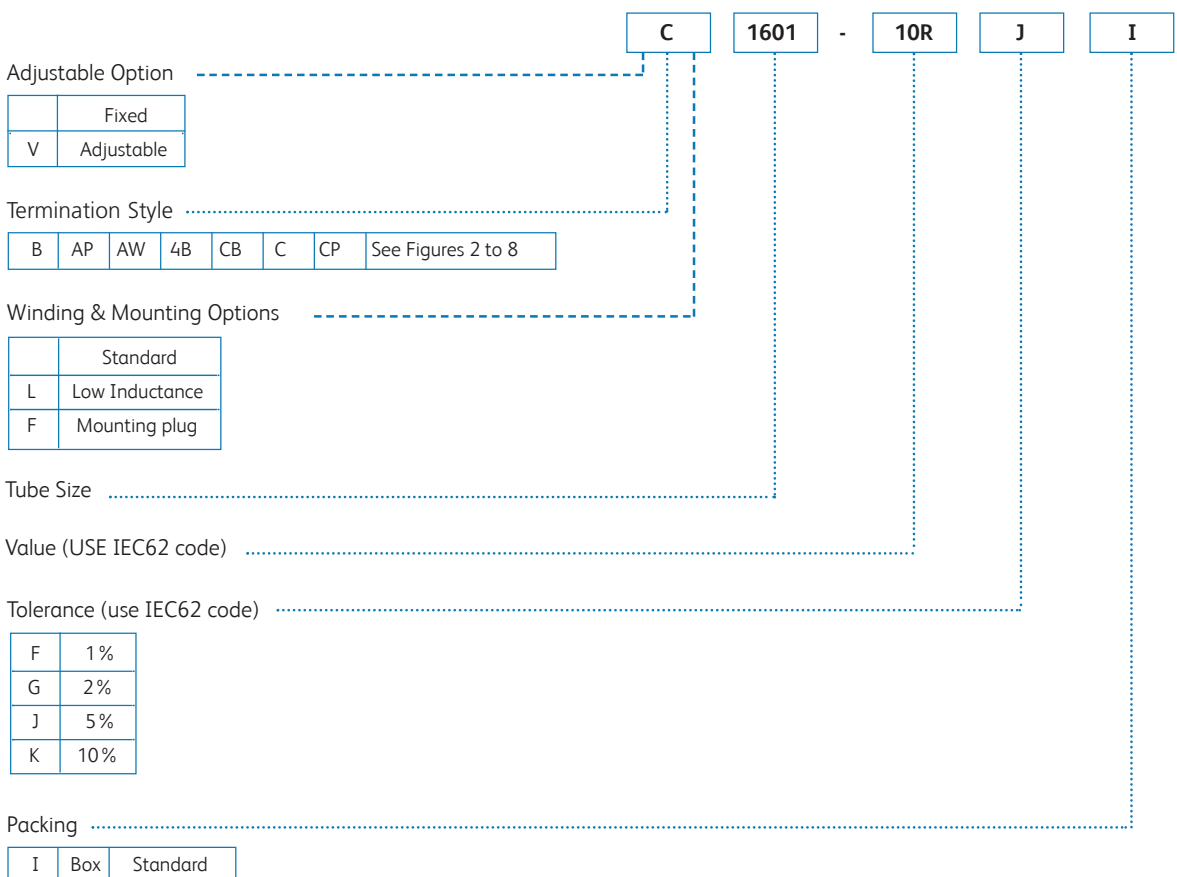 C 1601 - 10R J I
Adjustable Option
Fixed
V Adjustable
Termination Style
B AP AW 4B CB C CP See Figures 2 to 8
Winding & Mounting Options
Standard
L Low Inductance
F Mounting plug
Tube Size
Value (USE IEC62 code)
Tolerance (use IEC62 code)
F 1%
G 2%
J 5%
K 10%
Packing
I Box Standard